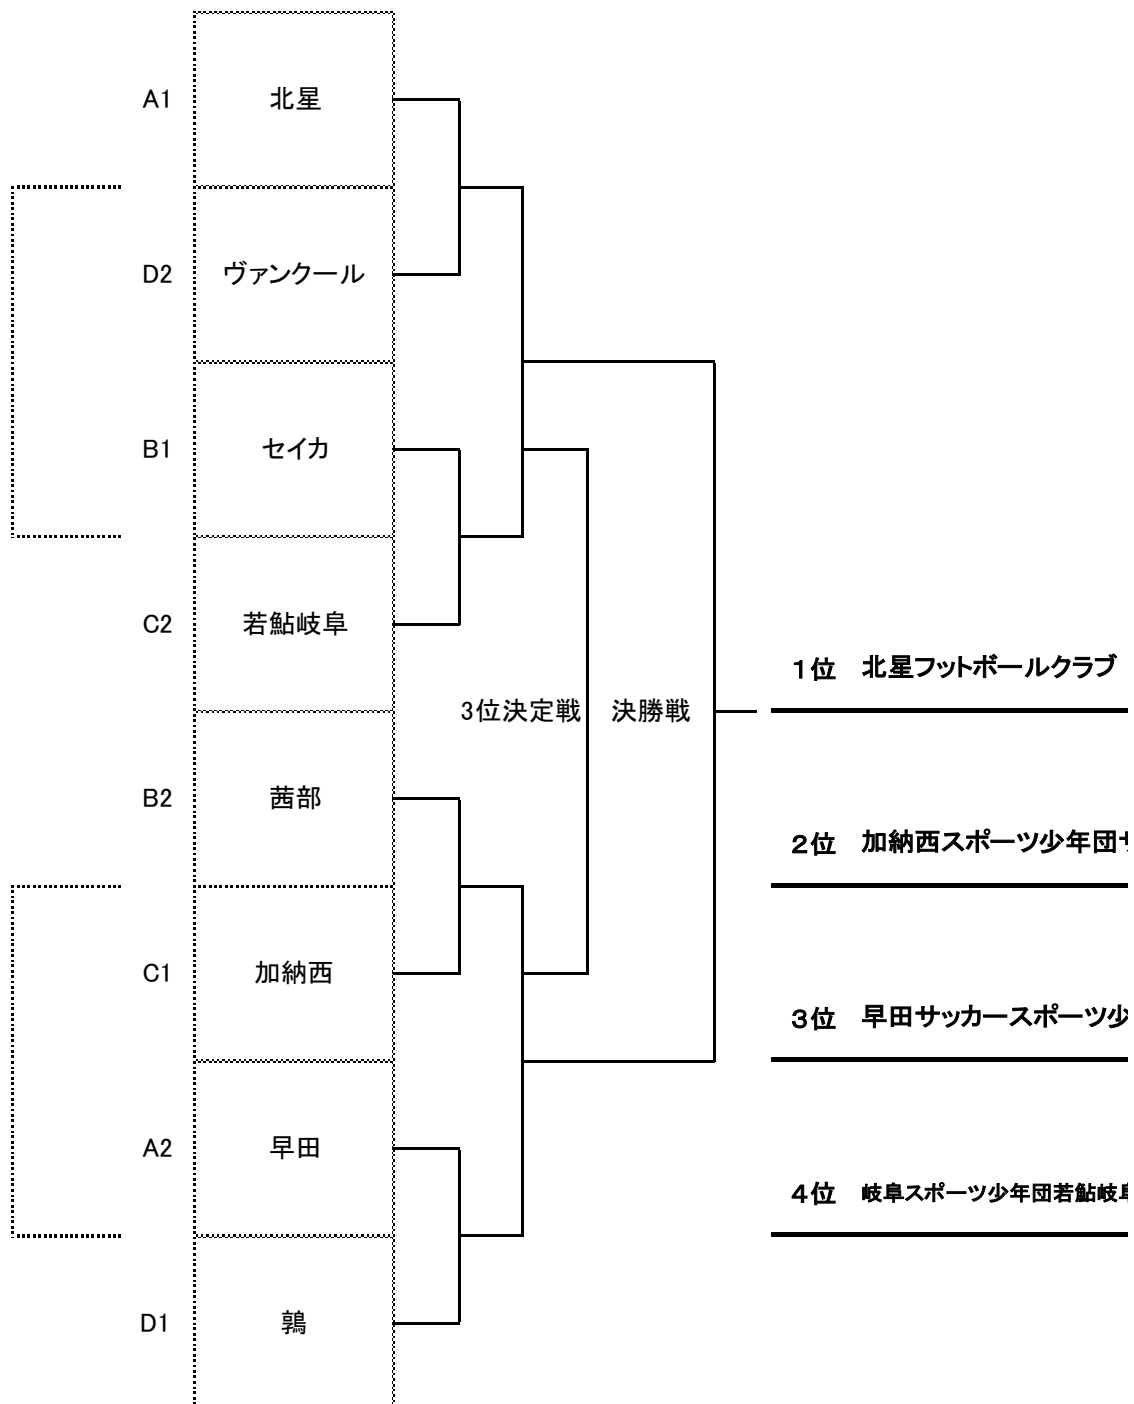 A1 北星
D2 ヴァンクール
B1 セイカ
C2 若鮎岐阜
1位 北星フットボールクラブ
3位決定戦 決勝戦
B2 茜部
2位 加納西スポーツ少年団サ
C1 加納西
3位 早田サッカースポーツ少
A2 早田
4位 岐阜スポーツ少年団若鮎岐阜
D1 鶉